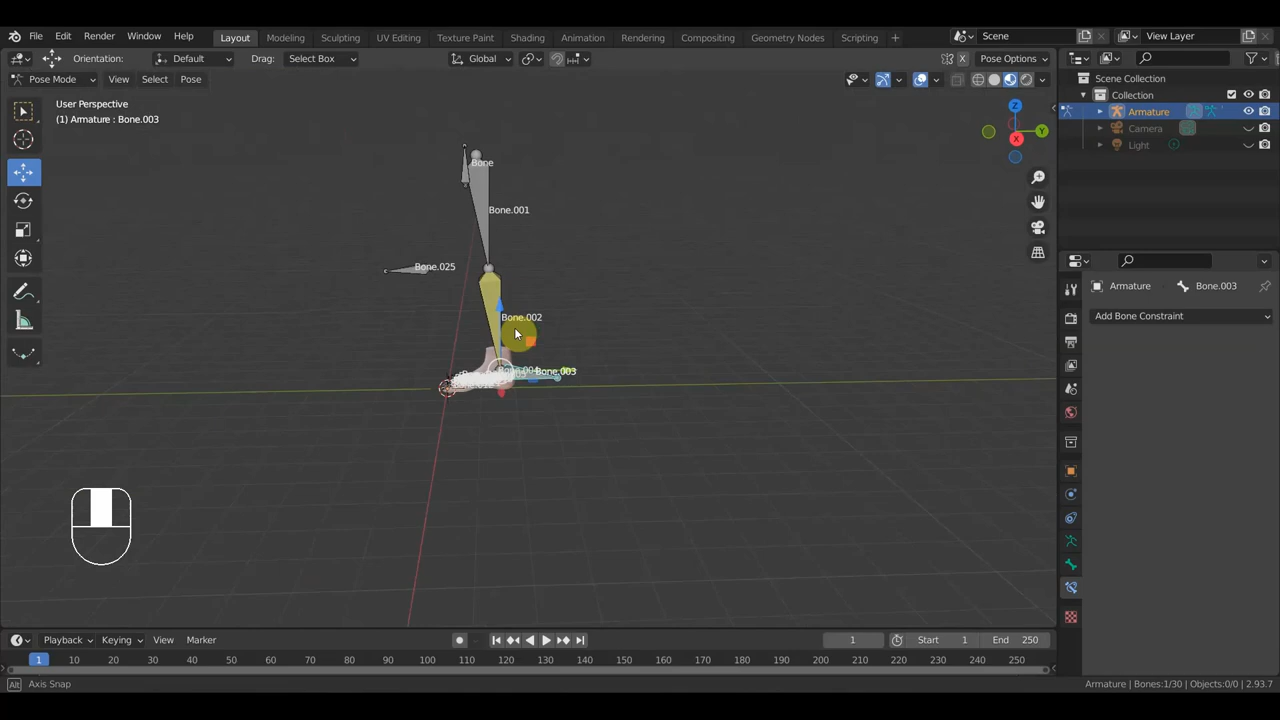 File Edit Render Window Help Layout Modeling Sculpting UV Editing Texture Paint Shading Animation Rendering Compositing Geometry Nodes Scripting + Scene View Layer
Orientation: Default Drag: Select Box Global X Pose Options
Pose Mode View Select Pose
User Perspective
(1) Armature : Bone.003
Bone
Bone.001
Bone.025
Bone.002
Bone.003
Z
Y
X
Scene Collection
Collection
Armature
Camera
Light
Armature Bone.003
Add Bone Constraint
Playback Keying View Marker 1 Start 1 End 250
1 10 20 30 40 50 60 70 80 90 100 110 120 130 140 150 160 170 180 190 200 210 220 230 240 250
Alt Axis Snap Armature | Bones:1/30 | Objects:0/0 | 2.93.7